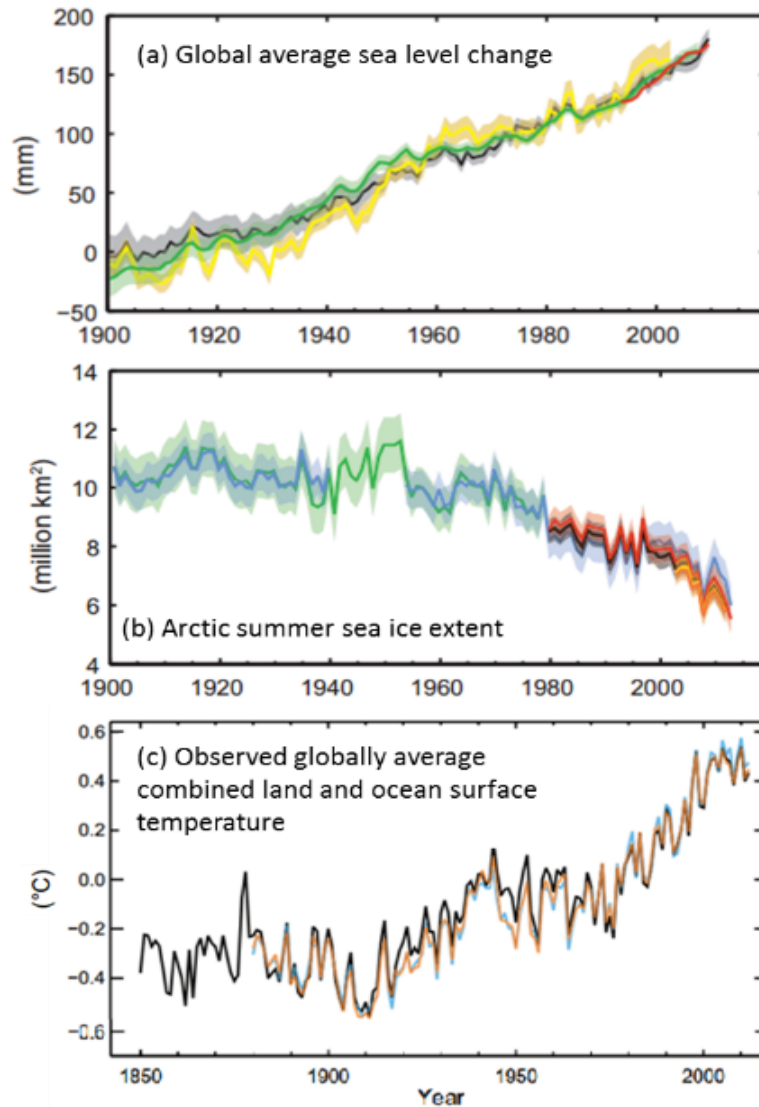 200
(a) Global average sea level change
150
100
(mm)
50
0
−50
1900 1920 1940 1960 1980 2000
14
12
10
(million km²)
8
6
(b) Arctic summer sea ice extent
4
1900 1920 1940 1960 1980 2000
0.6
(c) Observed globally average
combined land and ocean surface
temperature
0.4
0.2
(°C)
0.0
−0.2
−0.4
−0.6
1850 1900 1950 2000
Year